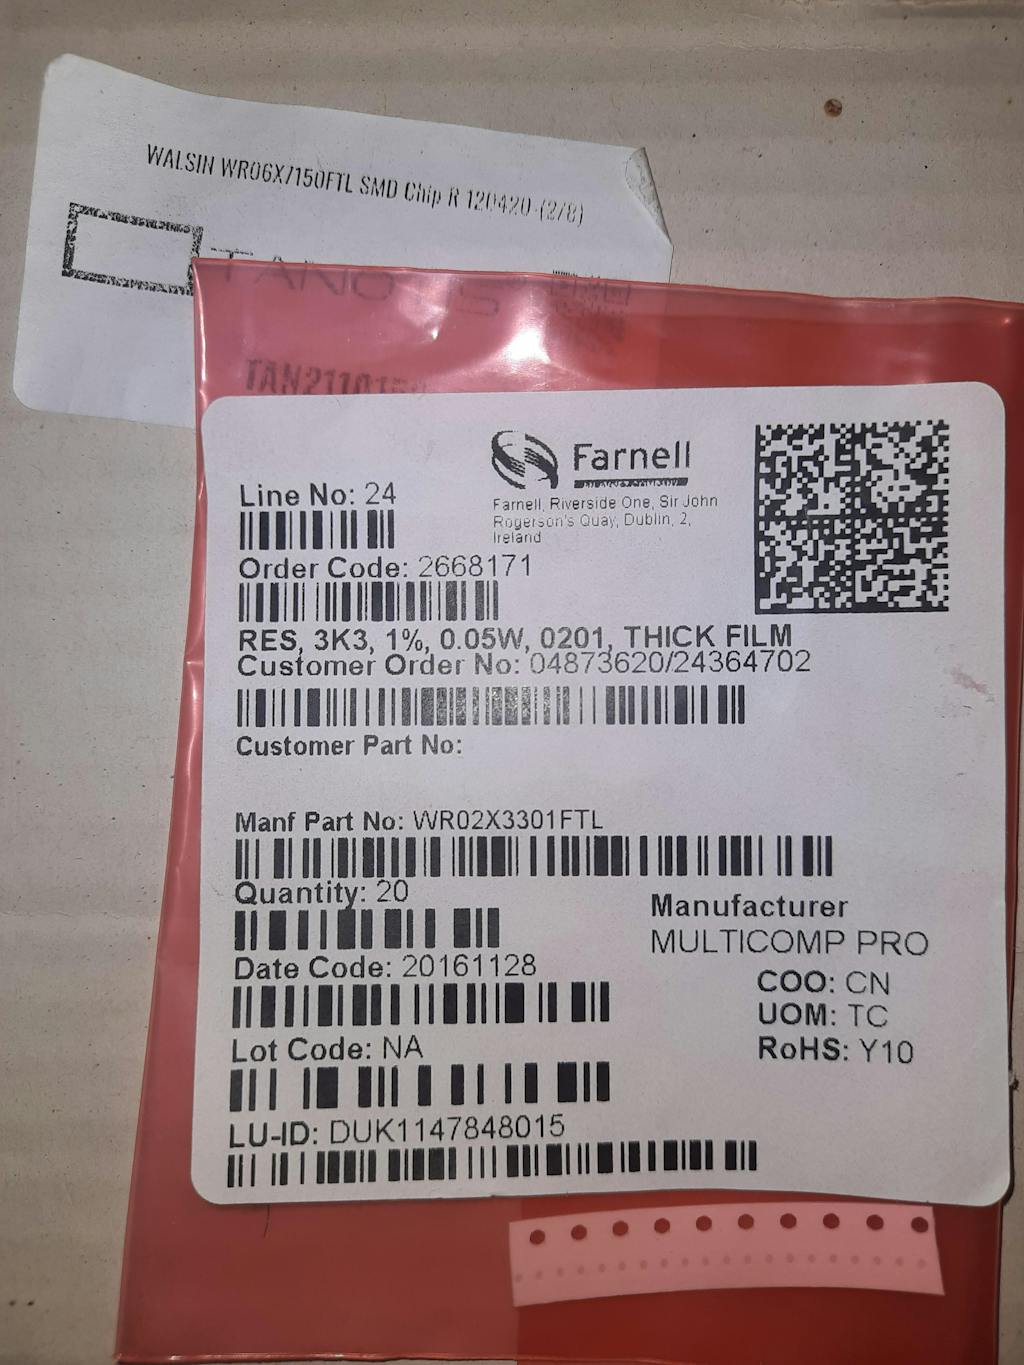 WALSIN WR06X7150FTL SMD Chip R 120420-(2/8)
Farnell
AN AVNET COMPANY
Farnell, Riverside One, Sir John
Rogerson's Quay, Dublin, 2,
Ireland
Line No: 24
Order Code: 2668171
RES, 3K3, 1%, 0.05W, 0201, THICK FILM
Customer Order No: 04873620/24364702
Customer Part No:
Manf Part No: WR02X3301FTL
Quantity: 20
Manufacturer
MULTICOMP PRO
Date Code: 20161128
COO: CN
UOM: TC
Lot Code: NA
RoHS: Y10
LU-ID: DUK1147848015